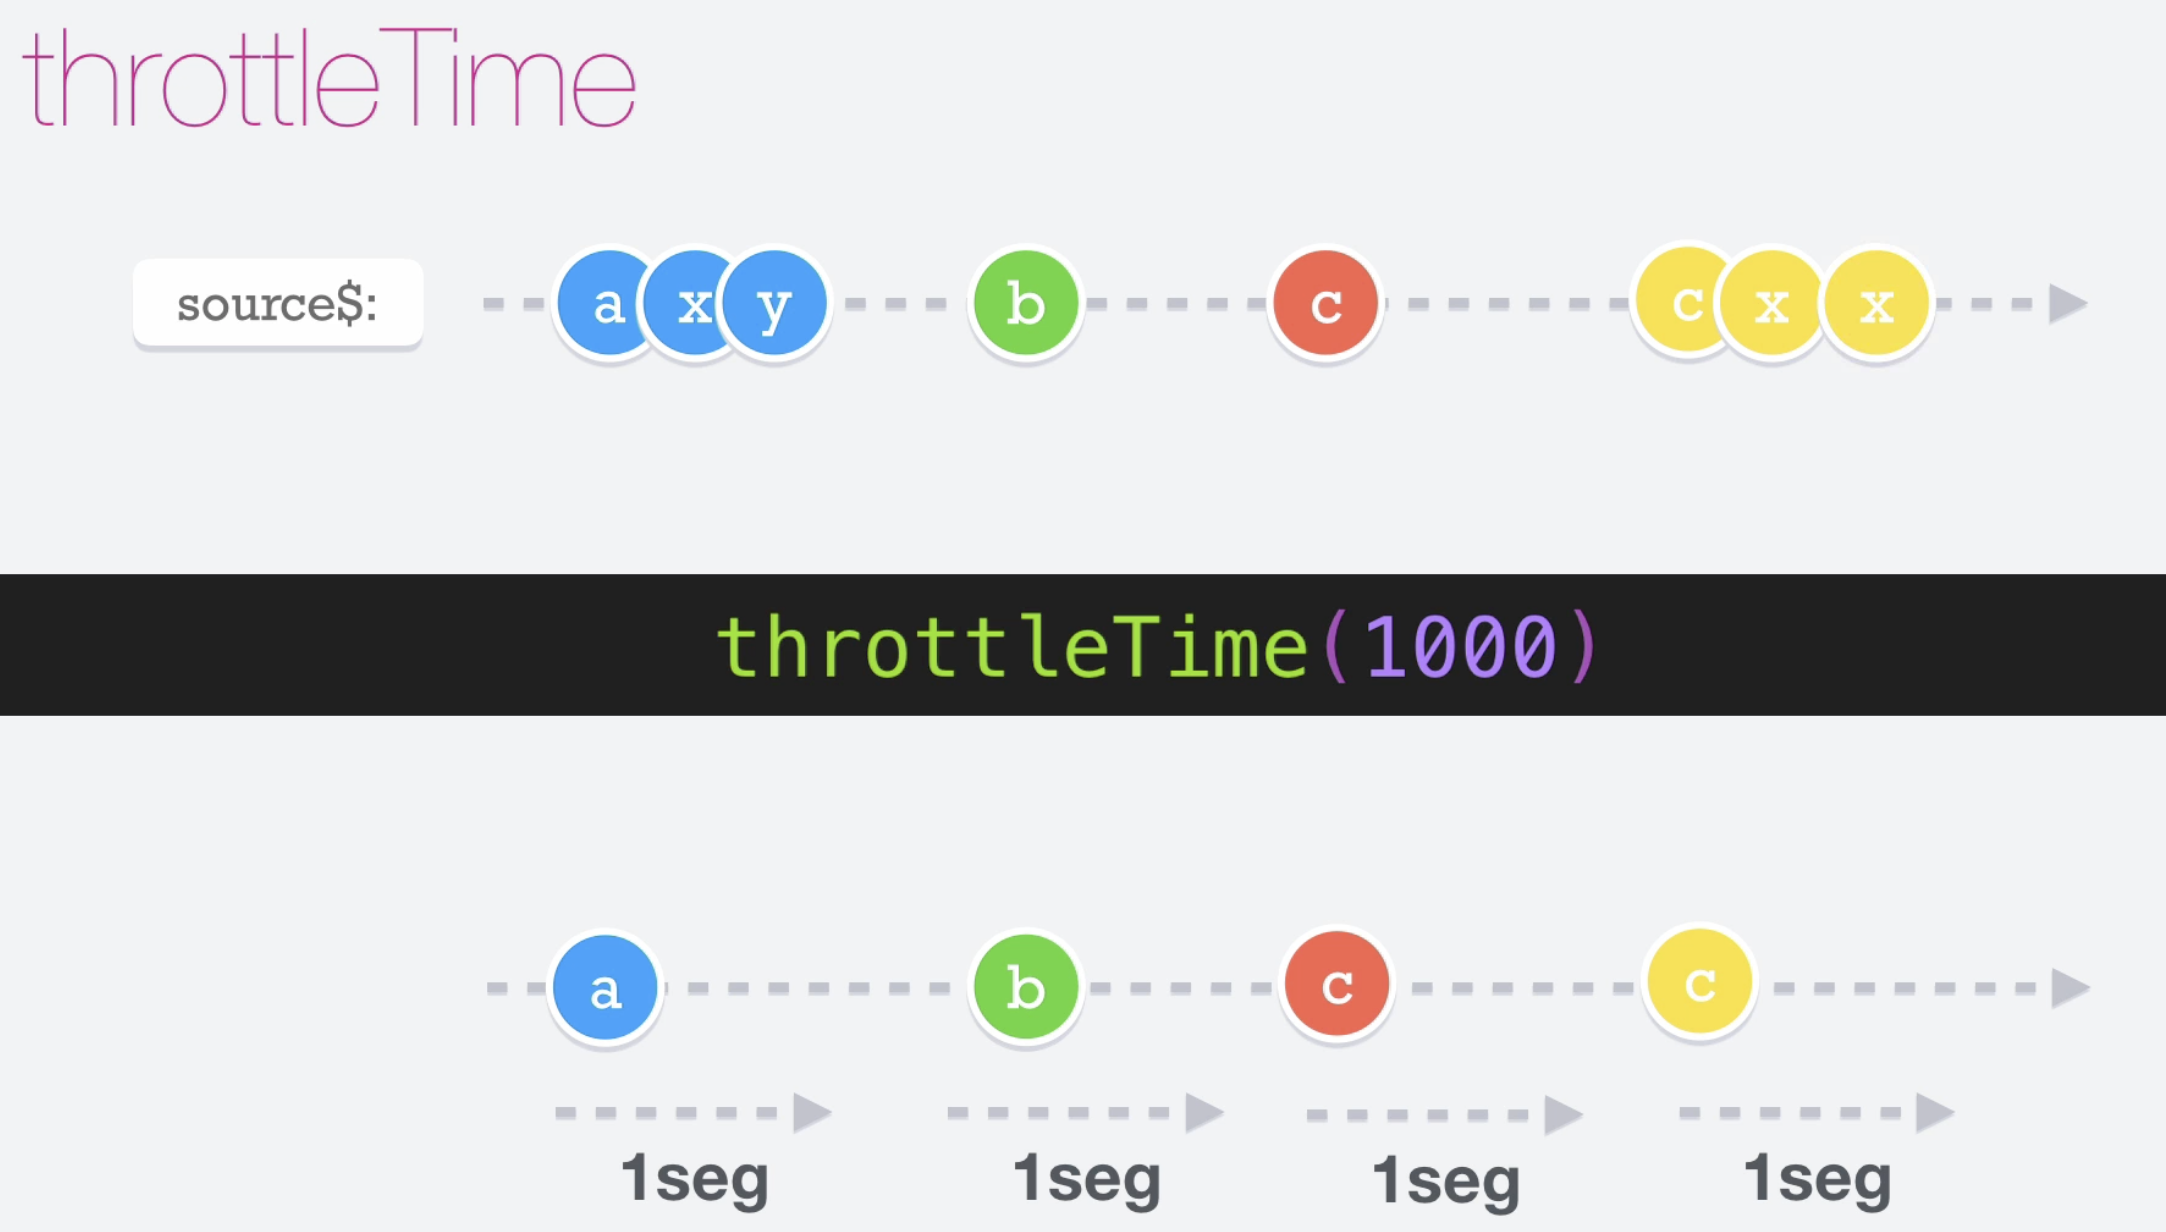 throttleTime
source$: a x y b c c x x
throttleTime(1000)
a b c c
1seg 1seg 1seg 1seg